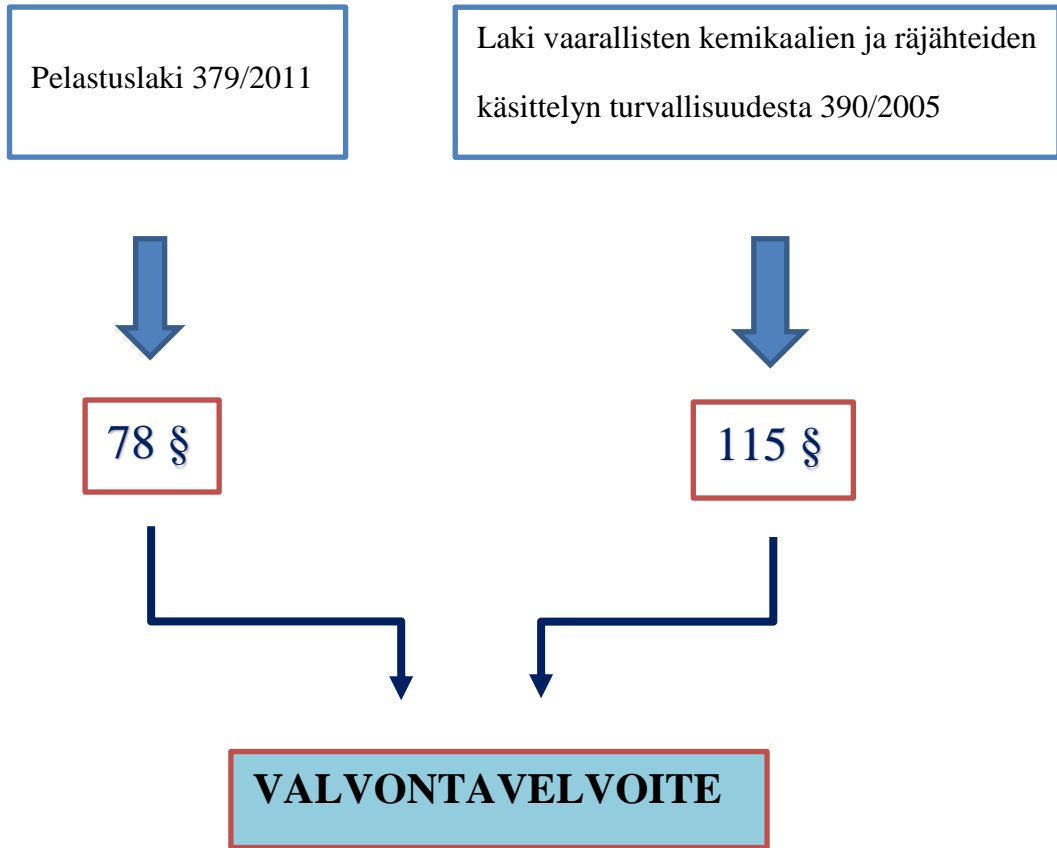 Pelastuslaki 379/2011
Laki vaarallisten kemikaalien ja räjähteiden
käsittelyn turvallisuudesta 390/2005
78 §
115 §
VALVONTAVELVOITE